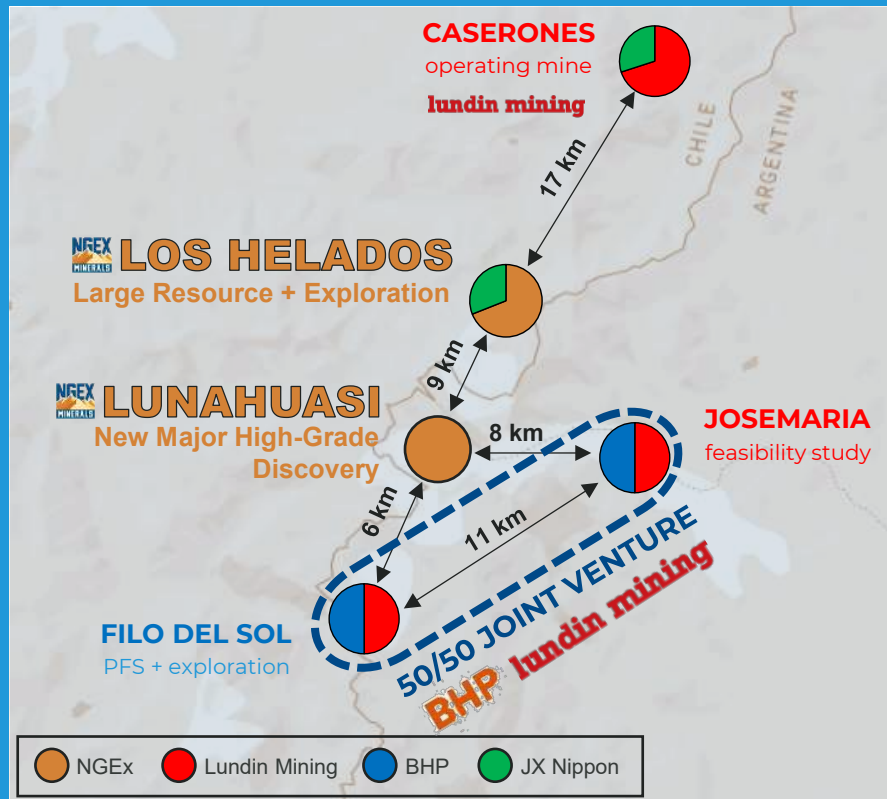 CASERONES
operating mine
lundin mining
CHILE
ARGENTINA
17 km
NGEX
MINERALS
LOS HELADOS
Large Resource + Exploration
9 km
NGEX
MINERALS
LUNAHUASI
New Major High-Grade
Discovery
8 km
JOSEMARIA
feasibility study
6 km
11 km
FILO DEL SOL
PFS + exploration
50/50 JOINT VENTURE
BHP lundin mining
NGEx
Lundin Mining
BHP
JX Nippon